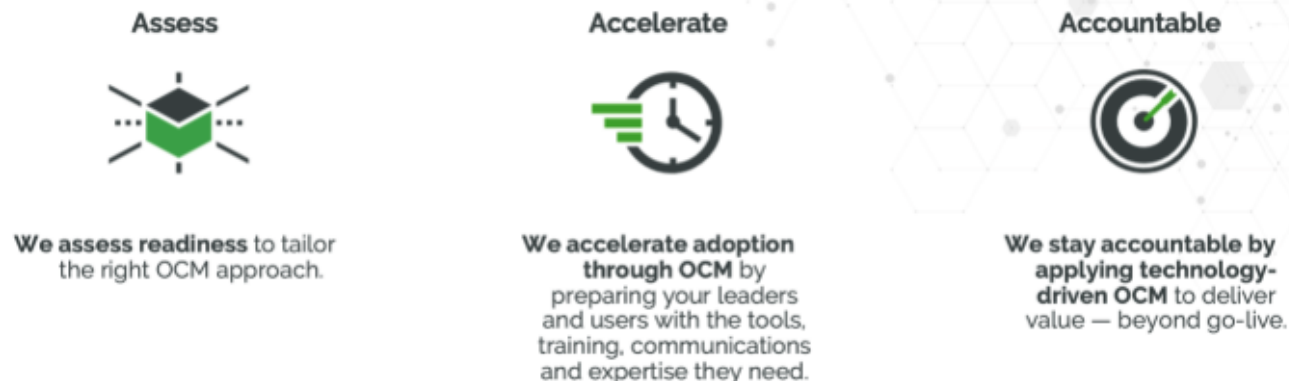 Assess
We assess readiness to tailor
the right OCM approach.
Accelerate
We accelerate adoption
through OCM by
preparing your leaders
and users with the tools,
training, communications
and expertise they need.
Accountable
We stay accountable by
applying technology-
driven OCM to deliver
value — beyond go-live.